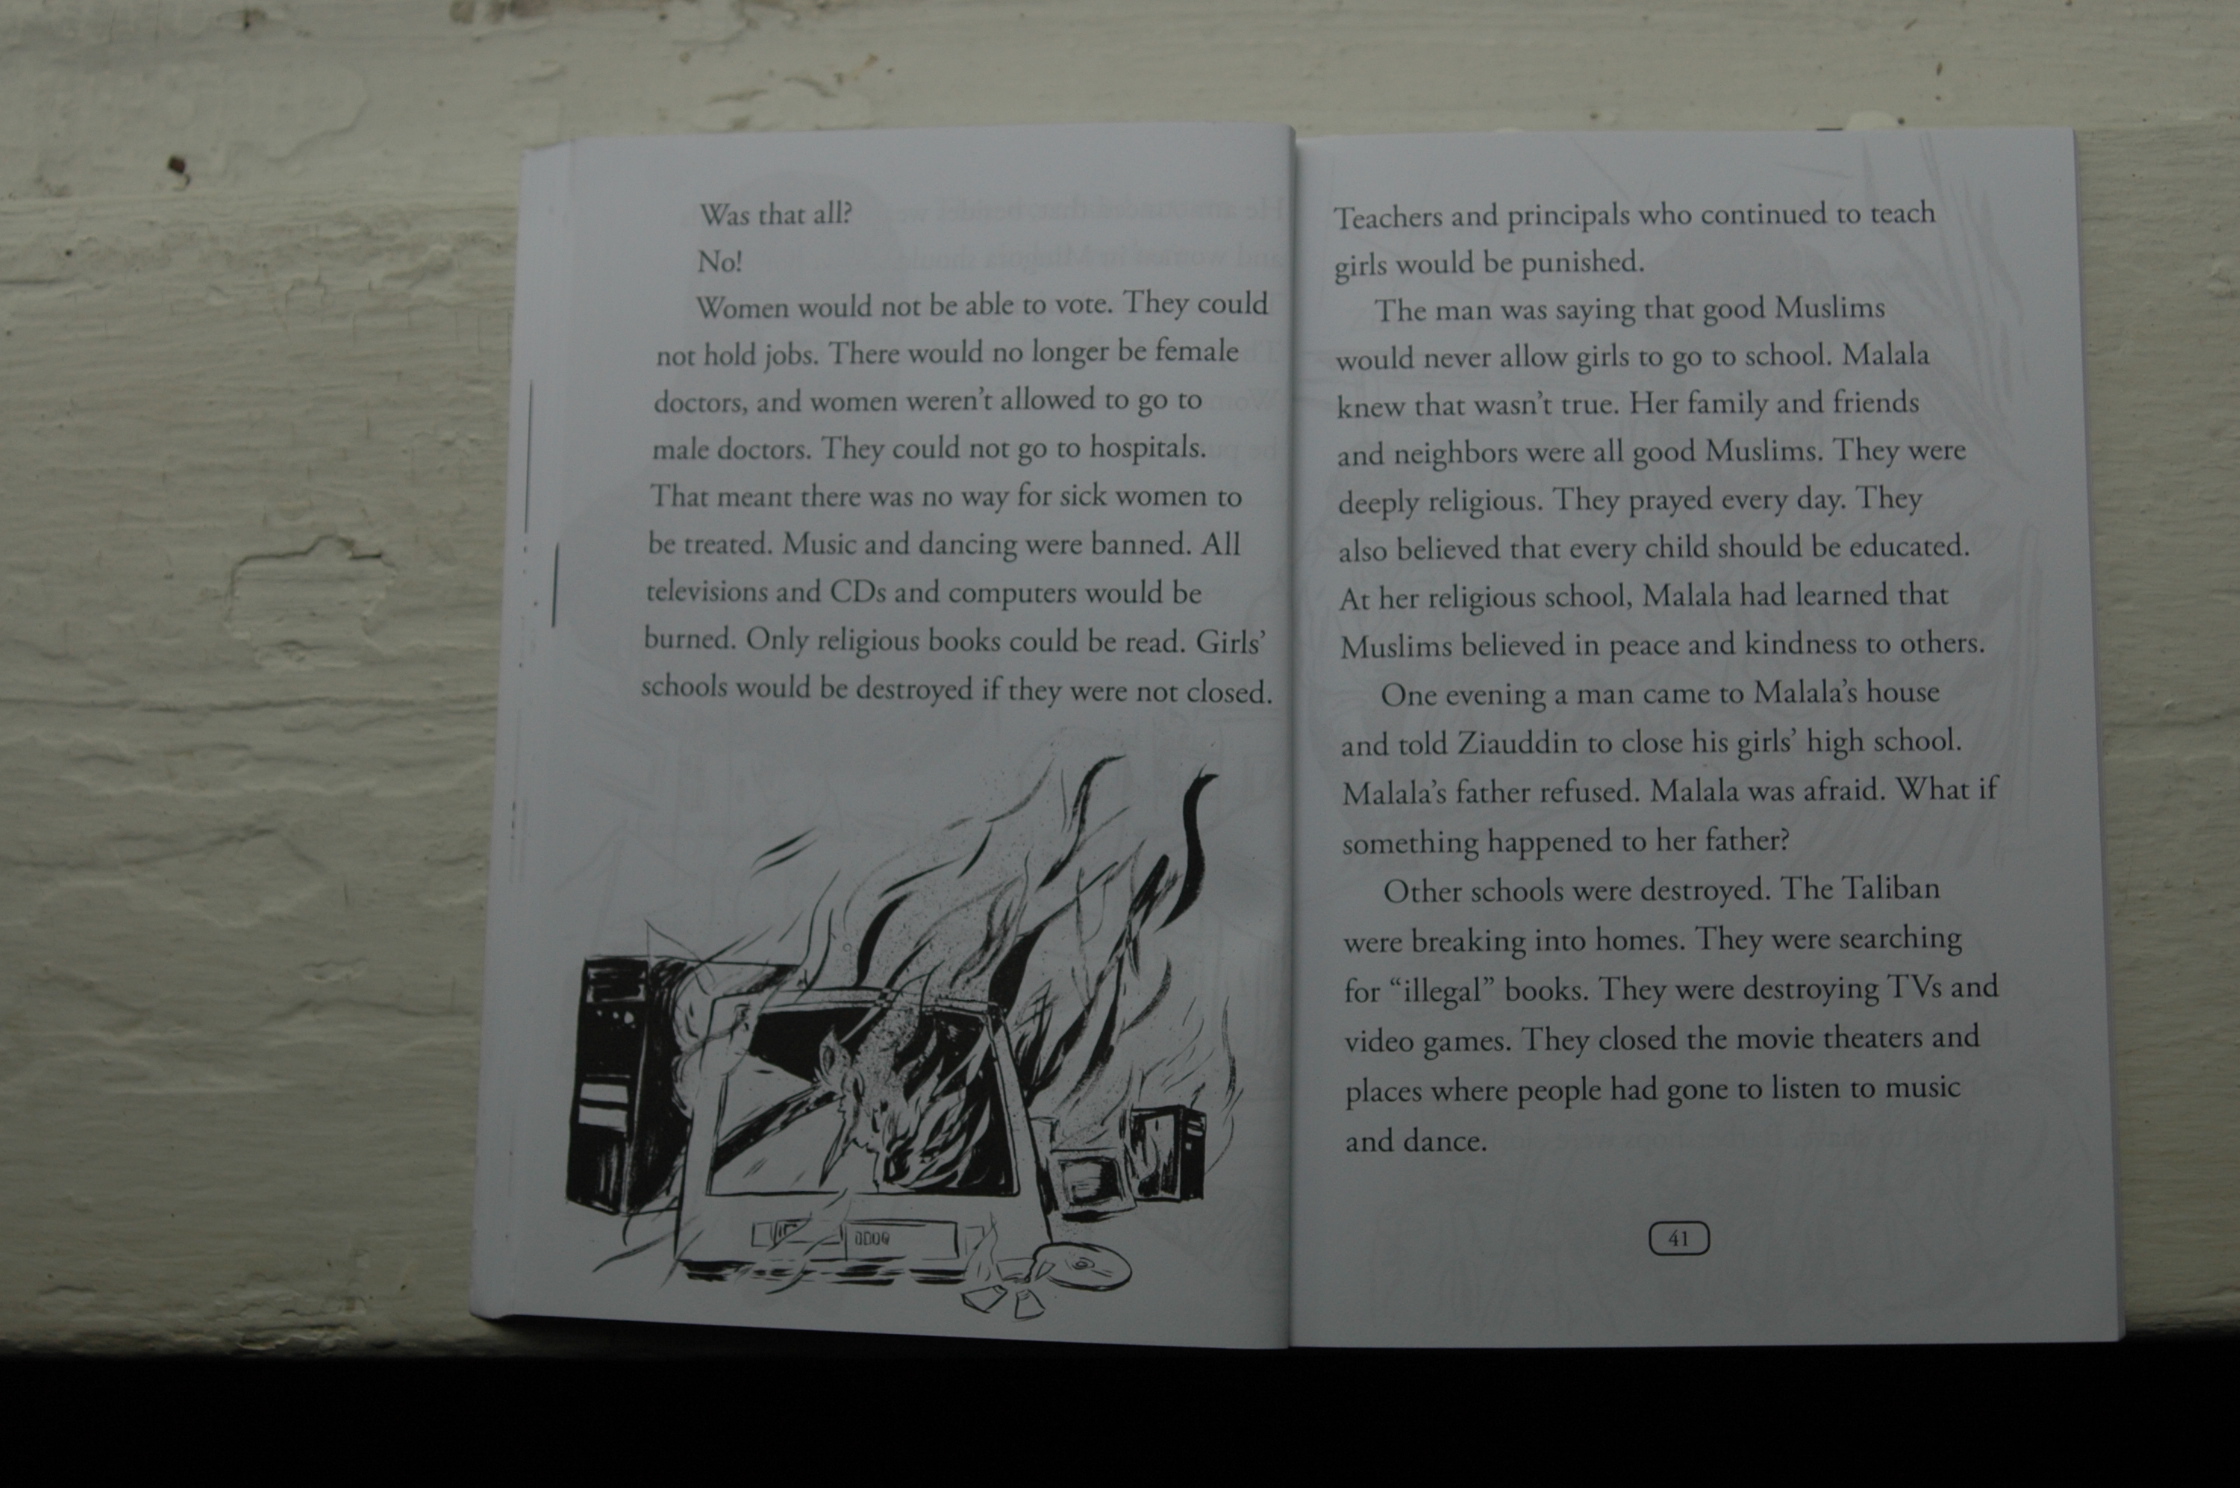 Was that all?
No!
Women would not be able to vote. They could
not hold jobs. There would no longer be female
doctors, and women weren't allowed to go to
male doctors. They could not go to hospitals.
That meant there was no way for sick women to
be treated. Music and dancing were banned. All
televisions and CDs and computers would be
burned. Only religious books could be read. Girls'
schools would be destroyed if they were not closed.
Teachers and principals who continued to teach
girls would be punished.
The man was saying that good Muslims
would never allow girls to go to school. Malala
knew that wasn't true. Her family and friends
and neighbors were all good Muslims. They were
deeply religious. They prayed every day. They
also believed that every child should be educated.
At her religious school, Malala had learned that
Muslims believed in peace and kindness to others.
One evening a man came to Malala's house
and told Ziauddin to close his girls' high school.
Malala's father refused. Malala was afraid. What if
something happened to her father?
Other schools were destroyed. The Taliban
were breaking into homes. They were searching
for “illegal” books. They were destroying TVs and
video games. They closed the movie theaters and
places where people had gone to listen to music
and dance.
41